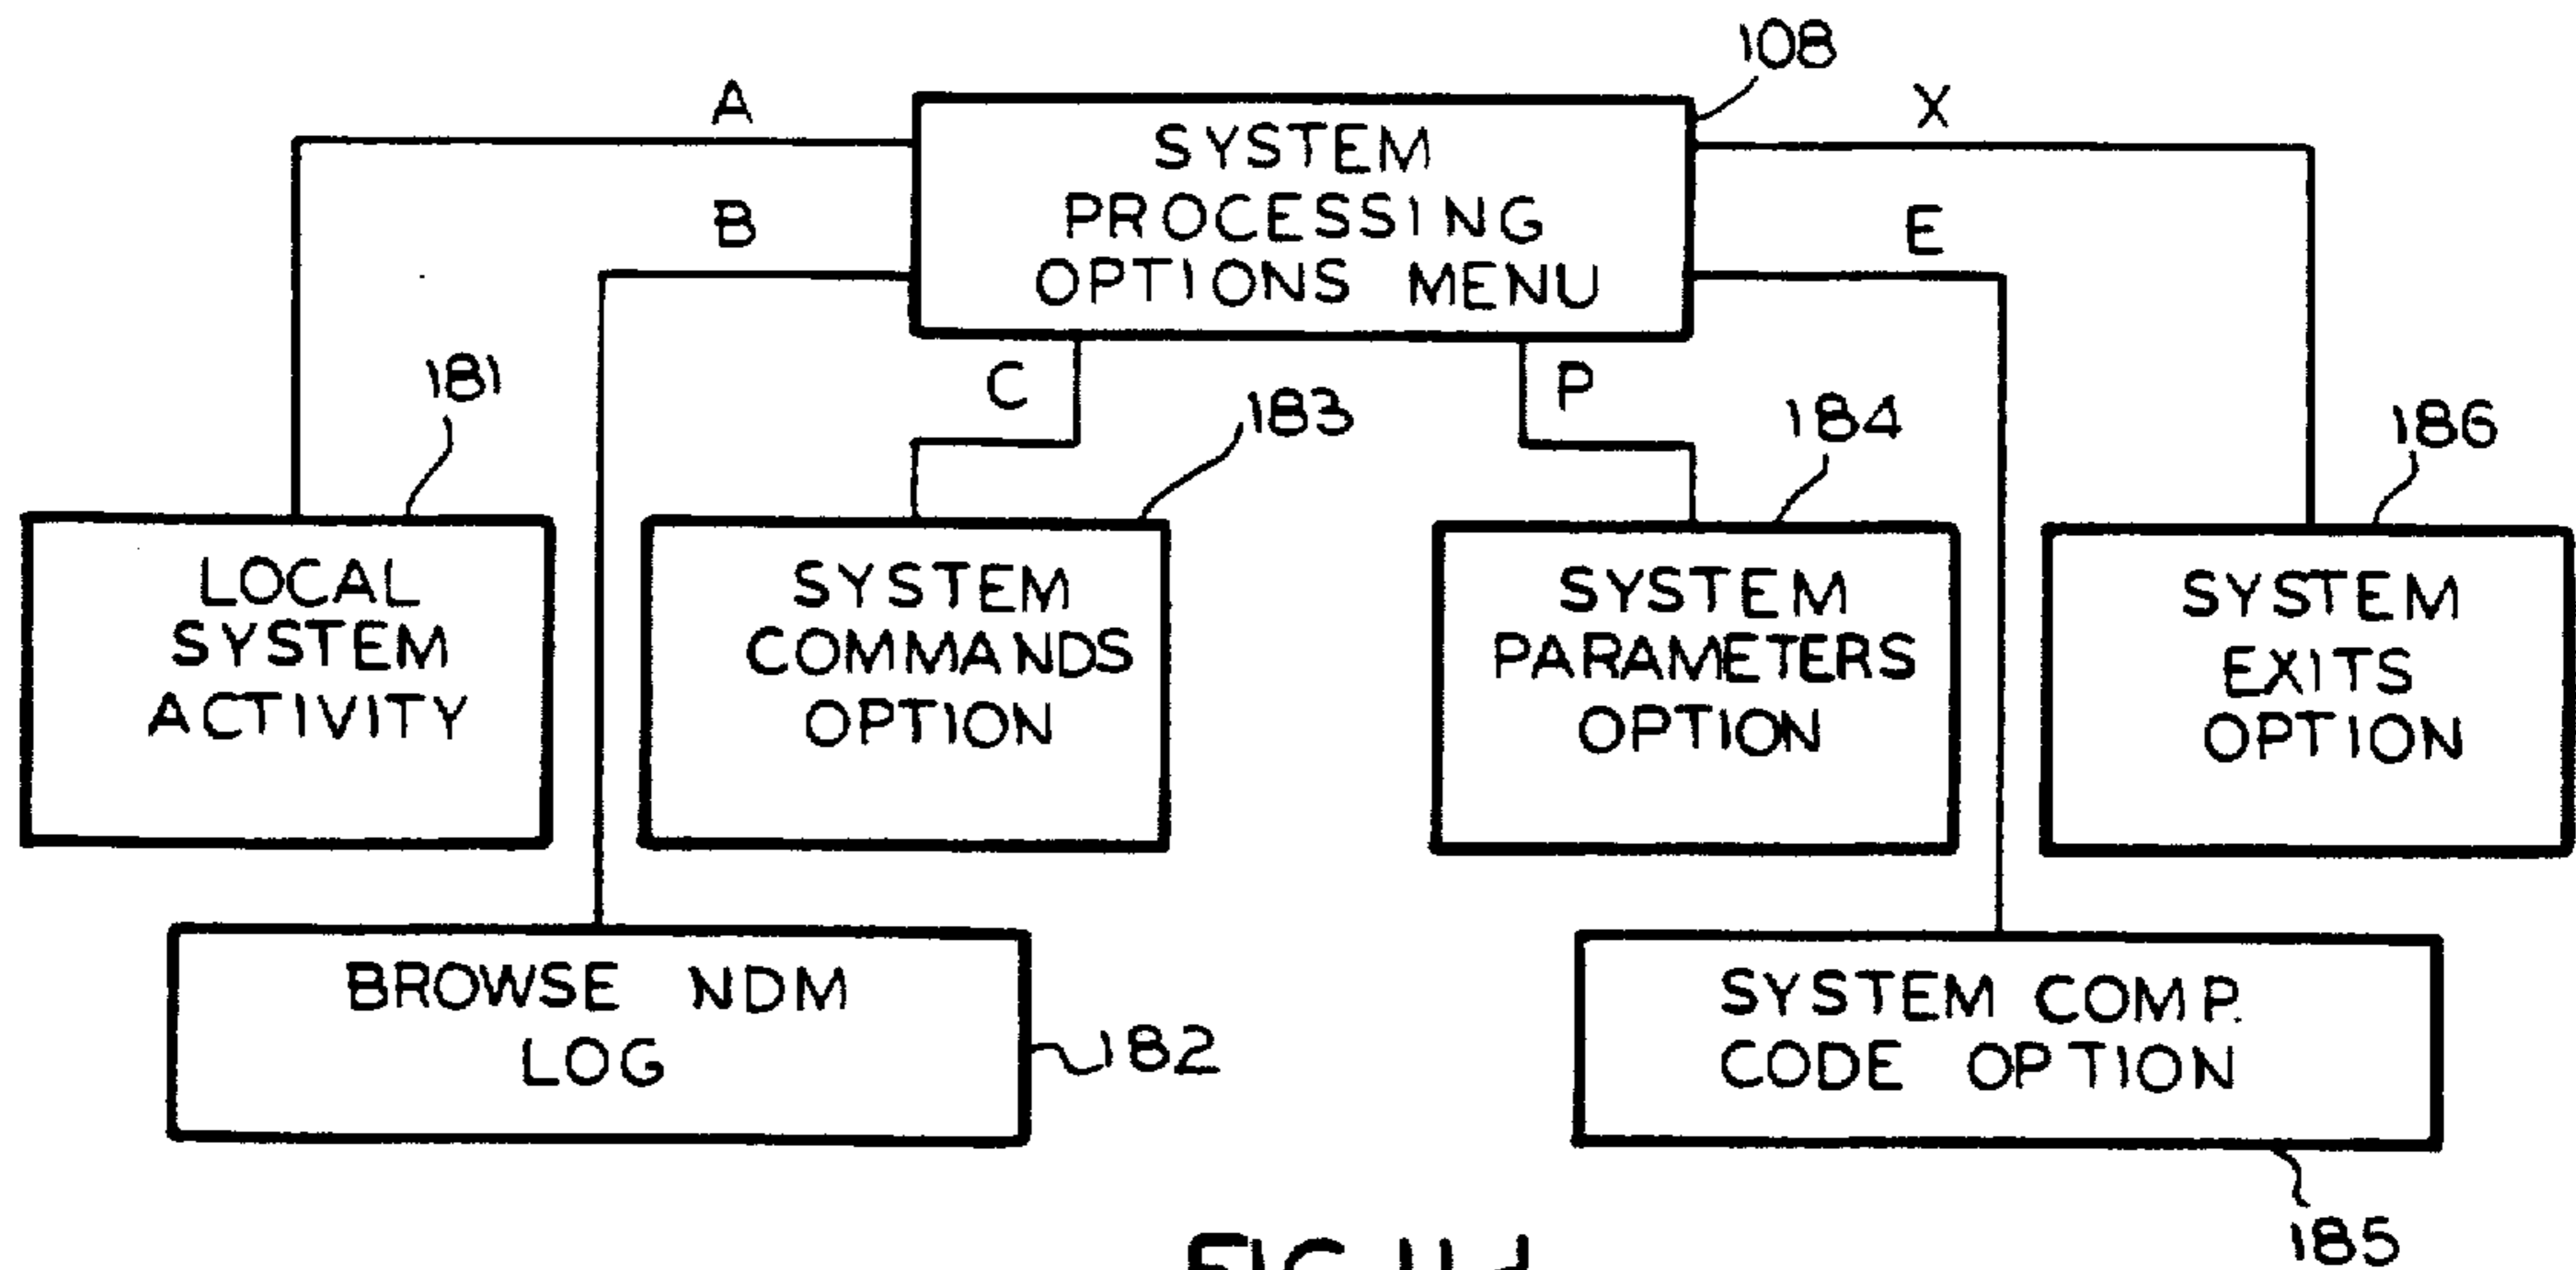 108
A
SYSTEM
PROCESSING
OPTIONS MENU
X
B
E
C
P
181
183
184
186
LOCAL
SYSTEM
ACTIVITY
SYSTEM
COMMANDS
OPTION
SYSTEM
PARAMETERS
OPTION
SYSTEM
EXITS
OPTION
BROWSE NDM
LOG
182
SYSTEM COMP.
CODE OPTION
185